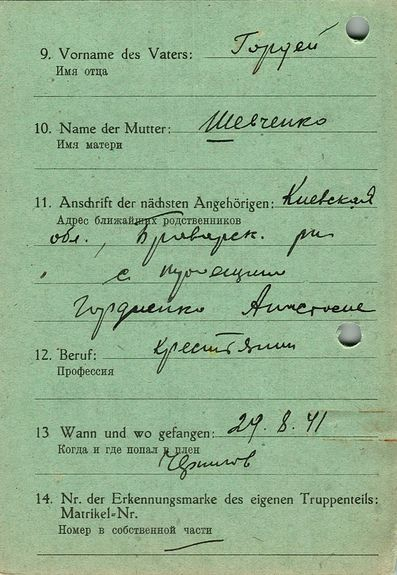 9. Vorname des Vaters: Гордей
Имя отца
10. Name der Mutter: Шевченко
Имя матери
11. Anschrift der nächsten Angehörigen: Киевская
Адрес ближайших родственников
обл., Броварск. р-н
с
Гордиенко Анастасие
12. Beruf: крестьянин
Профессия
13 Wann und wo gefangen: 29. 8. 41
Когда и где попал в плен
Чернигов
14. Nr. der Erkennungsmarke des eigenen Truppenteils:
Matrikel-Nr.
Номер в собственной части